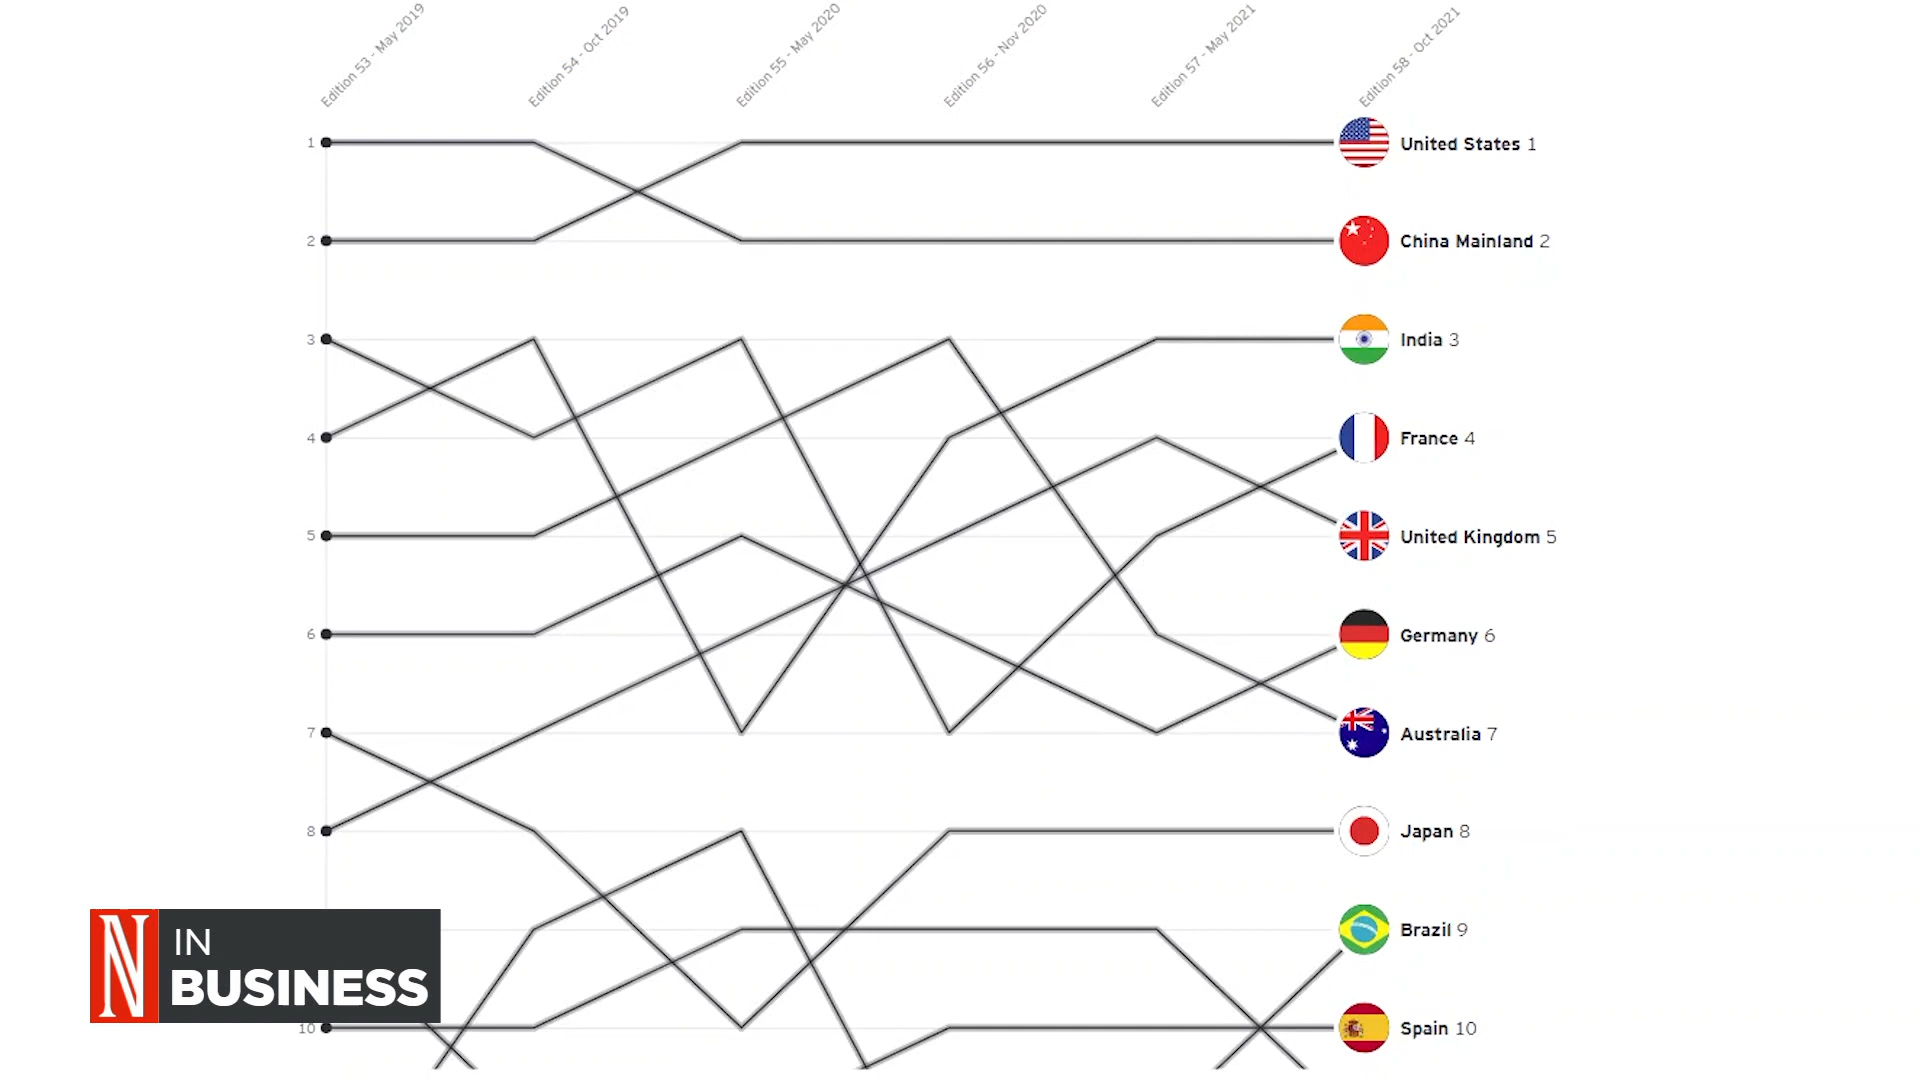 Edition 53 - May 2019
Edition 54 - Oct 2019
Edition 55 - May 2020
Edition 56 - Nov 2020
Edition 57 - May 2021
Edition 58 - Oct 2021
1
United States 1
2
China Mainland 2
3
India 3
4
France 4
5
United Kingdom 5
6
Germany 6
7
Australia 7
8
Japan 8
Brazil 9
10
Spain 10
N
IN
BUSINESS